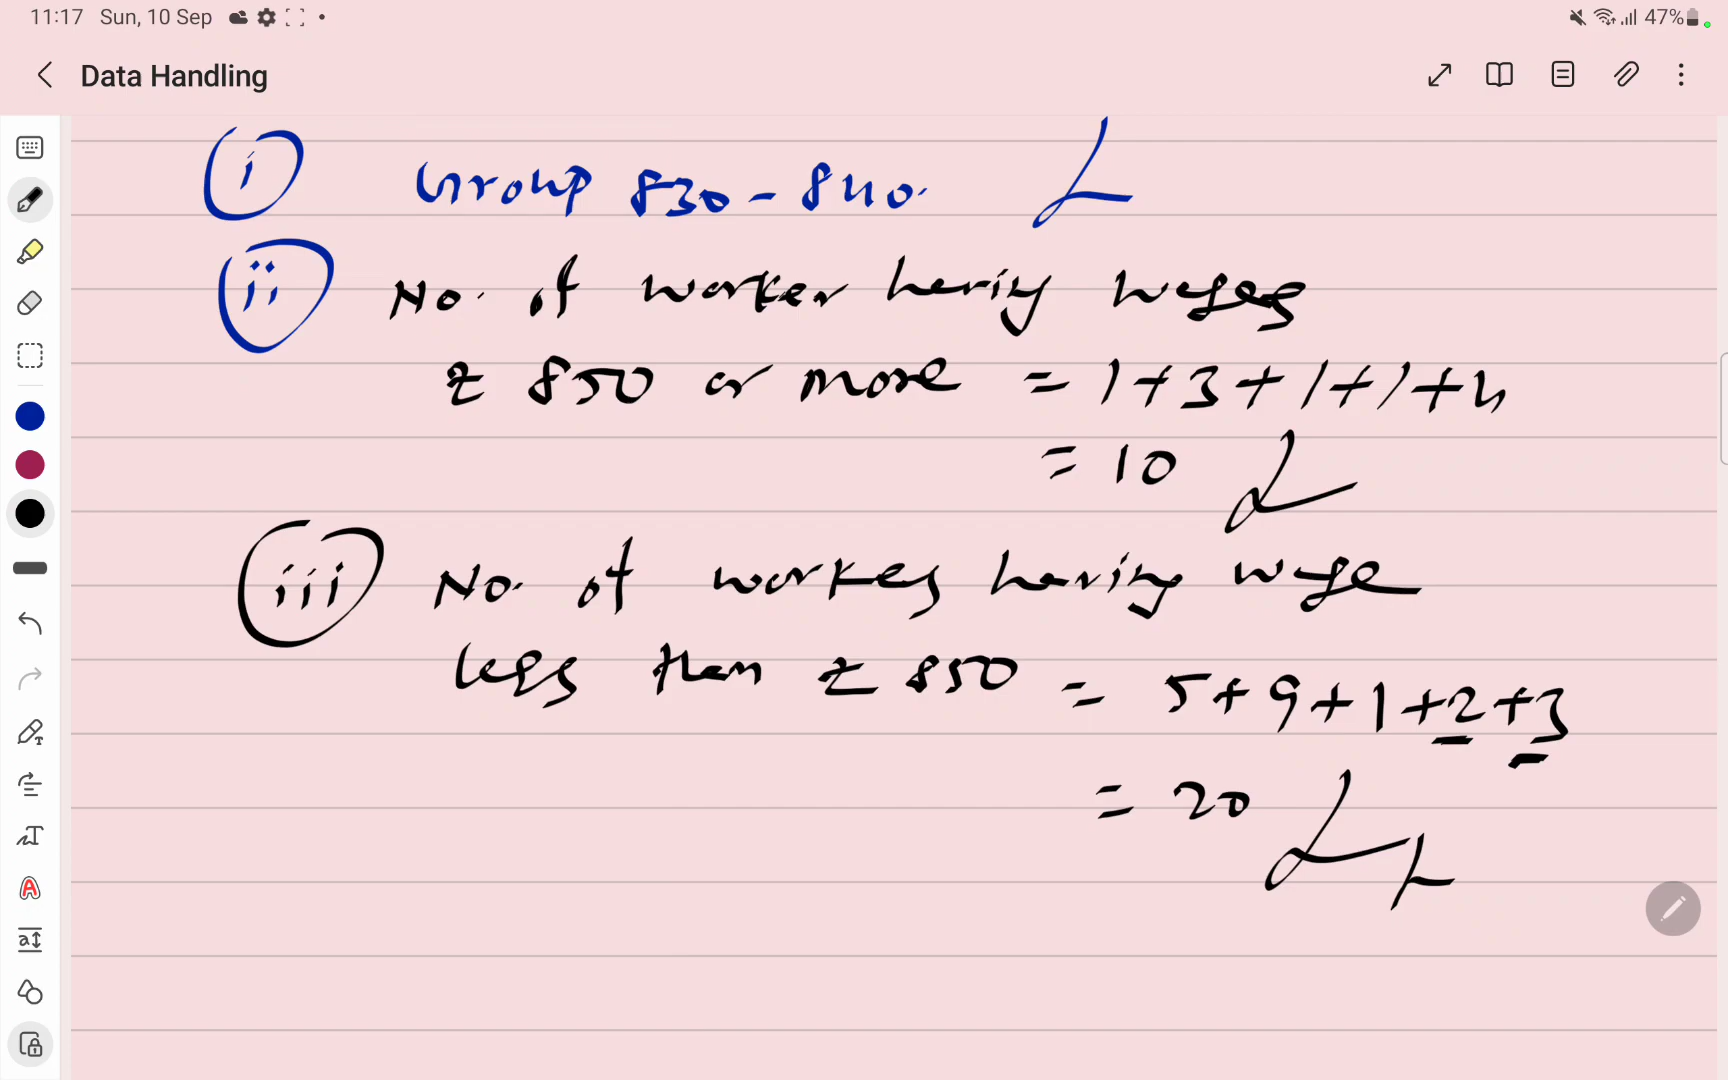 11:17 Sun, 10 Sep 47%
Data Handling
i Group 830 - 840.
ii No. of worker having wages
₹ 850 or more = 1+3+1+1+4
= 10
iii No. of workes having wage
less than ₹ 850 = 5+9+1+2+3
= 20